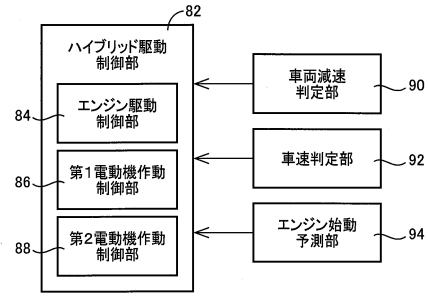 82
ハイブリッド駆動
制御部
84
エンジン駆動
制御部
86
第1電動機作動
制御部
88
第2電動機作動
制御部
車両減速
判定部
90
車速判定部
92
エンジン始動
予測部
94